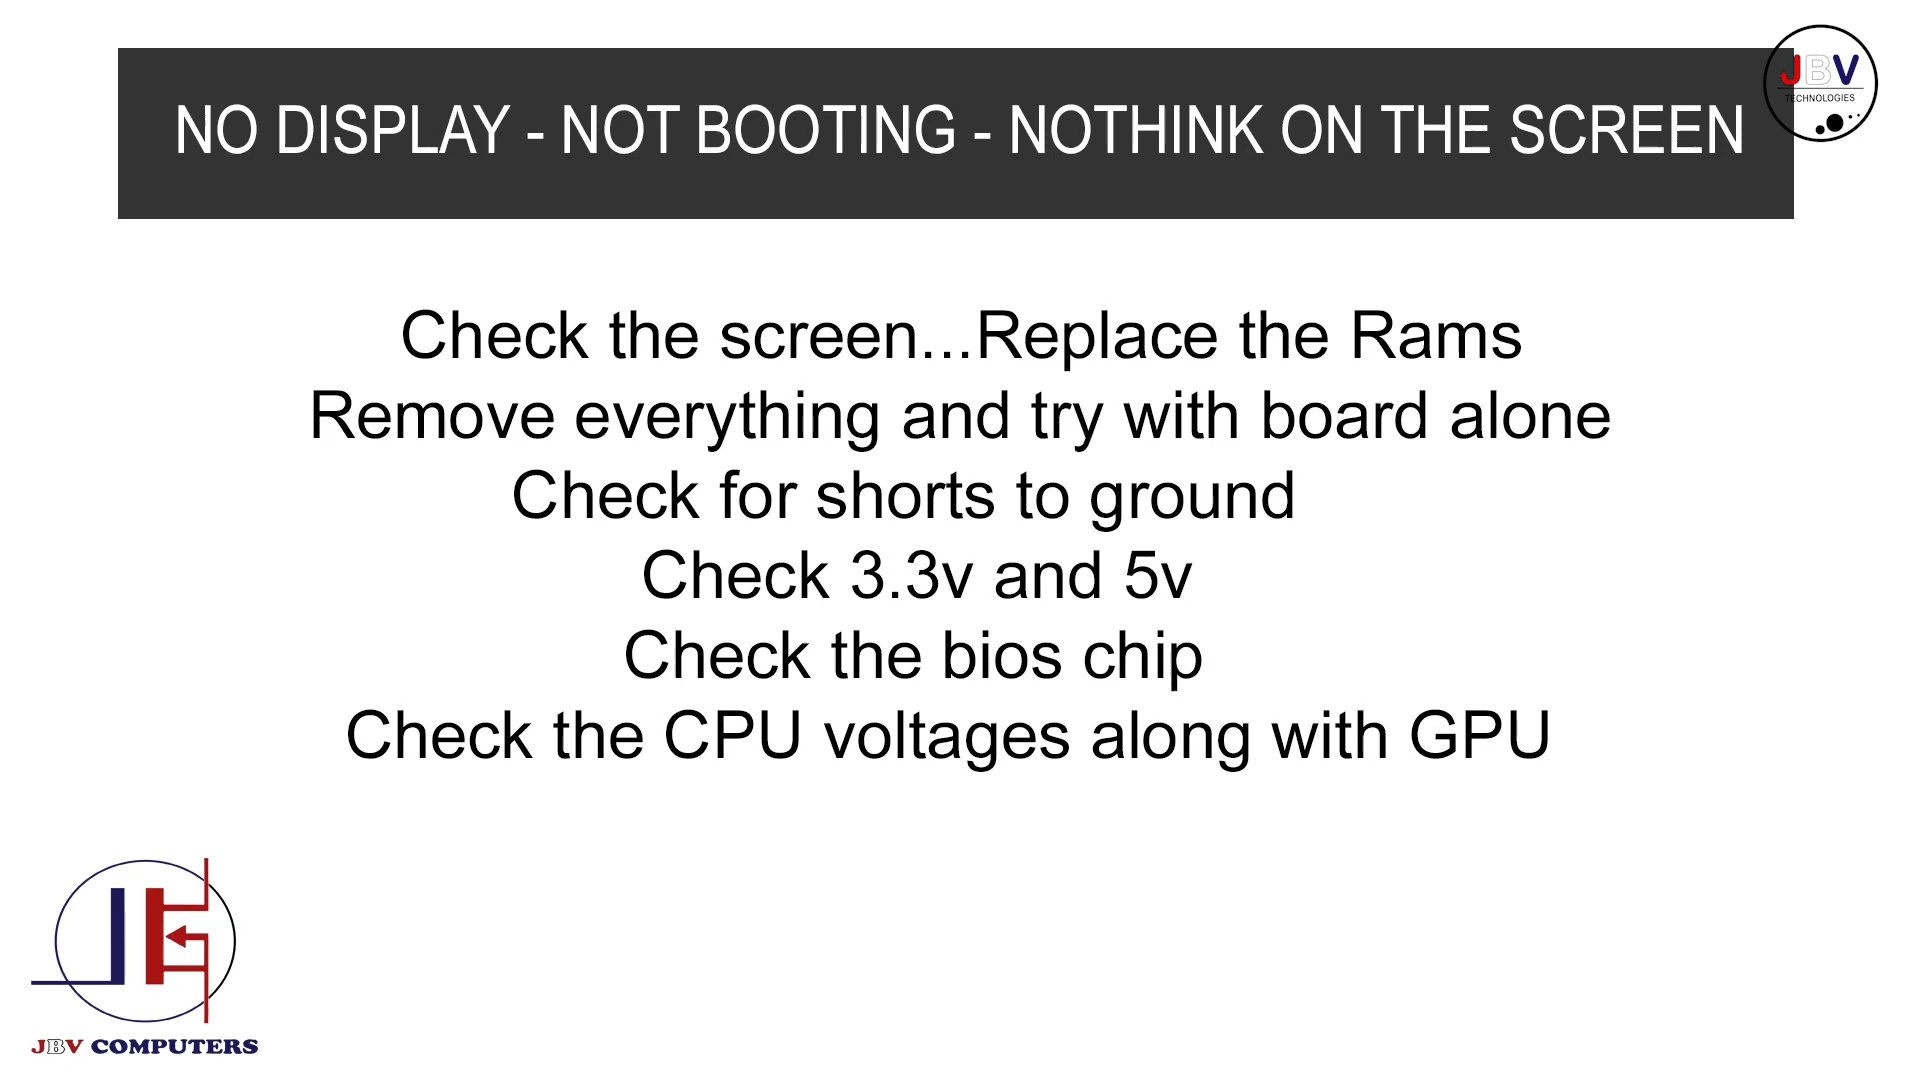 JBV
TECHNOLOGIES
NO DISPLAY - NOT BOOTING - NOTHINK ON THE SCREEN
Check the screen...Replace the Rams
Remove everything and try with board alone
Check for shorts to ground
Check 3.3v and 5v
Check the bios chip
Check the CPU voltages along with GPU
JBV COMPUTERS